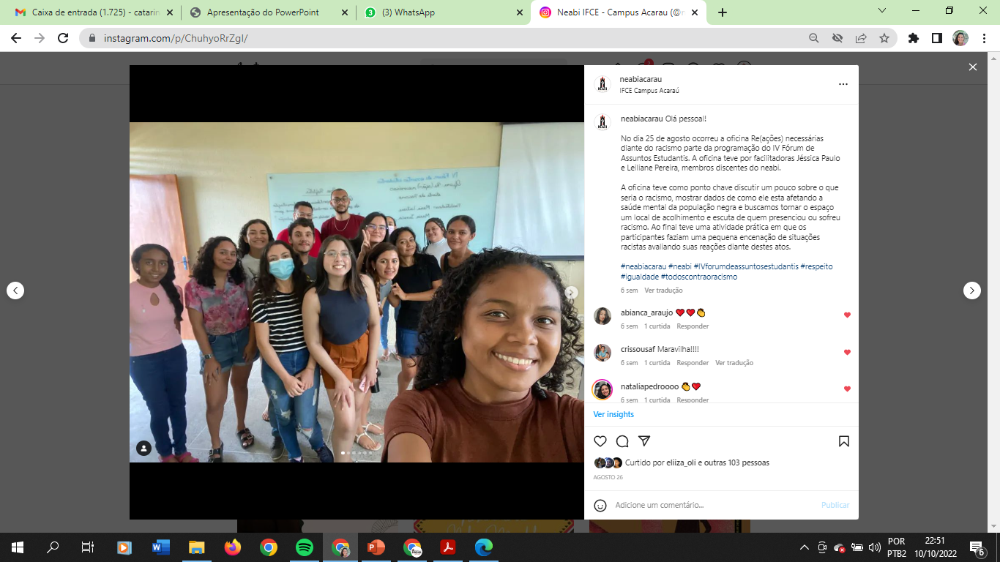 Caixa de entrada (1.725) - catarin
Apresentação do PowerPoint
3
(3) WhatsApp
Neabi IFCE - Campus Acarau (@n
instagram.com/p/ChuhyoRrZgI/
neabiacarau
IFCE Campus Acaraú
neabiacarau Olá pessoal!
No dia 25 de agosto ocorreu a oficina Re(ações) necessárias
diante do racismo parte da programação do IV Fórum de
Assuntos Estudantis. A oficina teve por facilitadoras Jéssica Paulo
e Leiliane Pereira, membros discentes do neabi.
A oficina teve como ponto chave discutir um pouco sobre o que
seria o racismo, mostrar dados de como ele esta afetando a
saúde mental da população negra e buscamos tornar o espaço
um local de acolhimento e escuta de quem presenciou ou sofreu
racismo. Ao final teve uma atividade prática em que os
participantes faziam uma pequena encenação de situações
racistas avaliando suas reações diante destes atos.
#neabiacarau #neabi #IVforumdeassuntosestudantis #respeito
#igualdade #todoscontraoracismo
6 sem Ver tradução
abianca_araujo ❤️❤️👏
6 sem 1 curtida Responder
crissousaf Maravilha!!!!
6 sem 1 curtida Responder Ver tradução
nataliapedroooo 👏❤️
6 sem 1 curtida Responder
Ver insights
Curtido por eliiza_oli e outras 103 pessoas
AGOSTO 26
Adicione um comentário...
Publicar
POR
PTB2
22:51
10/10/2022
6